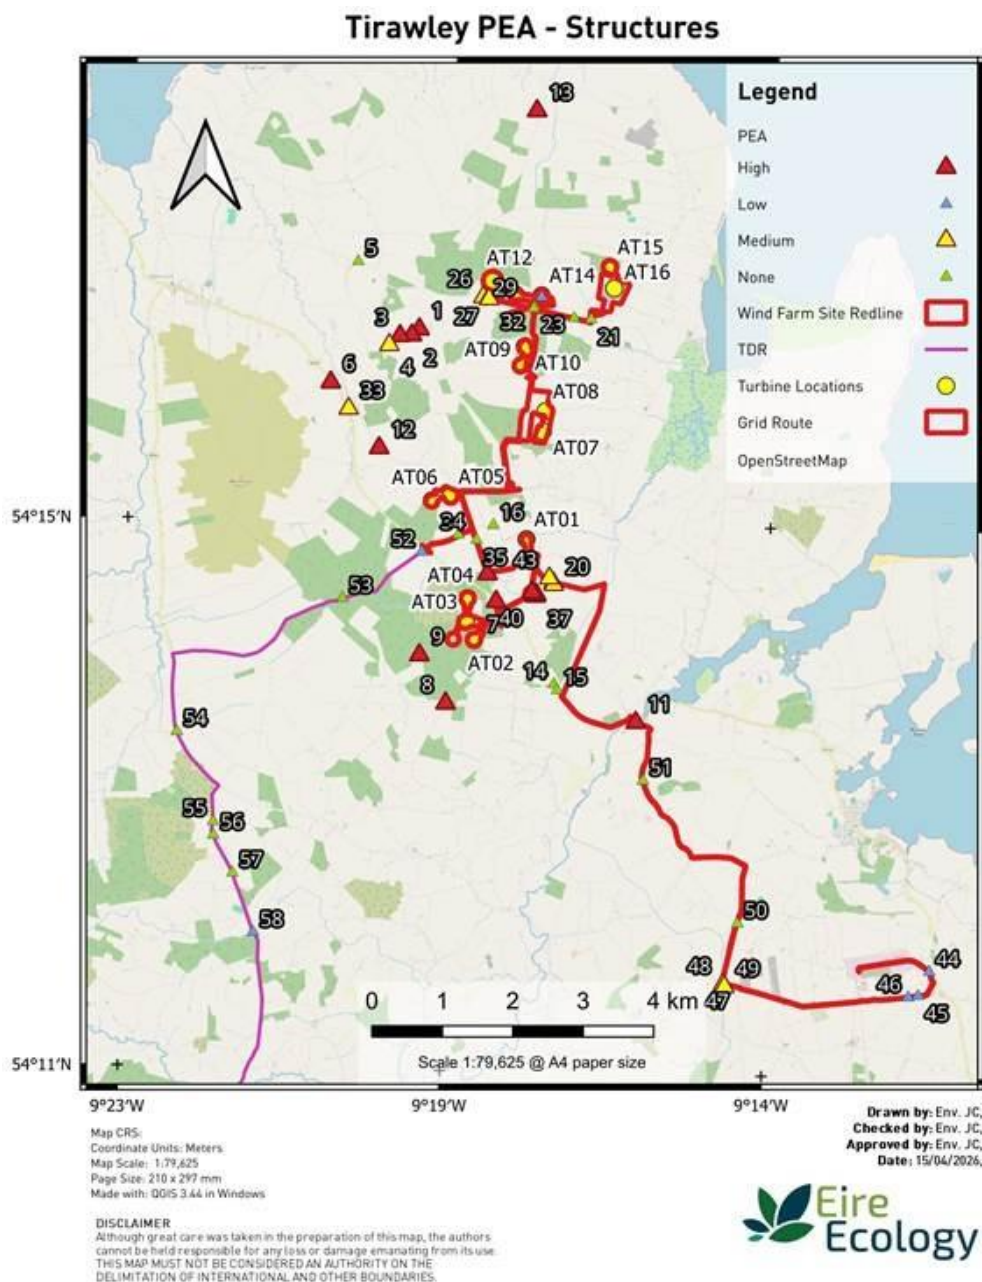 Tirawley PEA - Structures
Legend
PEA
High
Low
Medium
None
Wind Farm Site Redline
TDR
Turbine Locations
Grid Route
OpenStreetMap
13
5
AT15
AT12
AT14
AT16
26
29
27
32
23
21
3
1
2
4
AT09
AT10
6
33
AT08
12
AT07
AT06
AT05
54°15'N
16
AT01
34
52
35
43
20
AT04
53
AT03
40
37
7
9
AT02
14
15
8
11
54
51
55
56
57
50
58
48
49
44
47
46
45
0 1 2 3 4 km
Scale 1:79,625 @ A4 paper size
54°11'N
9°23'W
9°19'W
9°14'W
Drawn by: Env. JC,
Checked by: Env. JC,
Approved by: Env. JC,
Date: 15/04/2026,
Map CRS:
Coordinate Units: Meters
Map Scale: 1:79,625
Page Size: 210 x 297 mm
Made with: QGIS 3.44 in Windows
DISCLAIMER
Although great care was taken in the preparation of this map, the authors
cannot be held responsible for any loss or damage emanating from its use.
THIS MAP MUST NOT BE CONSIDERED AN AUTHORITY ON THE
DELIMITATION OF INTERNATIONAL AND OTHER BOUNDARIES.
Eire
Ecology